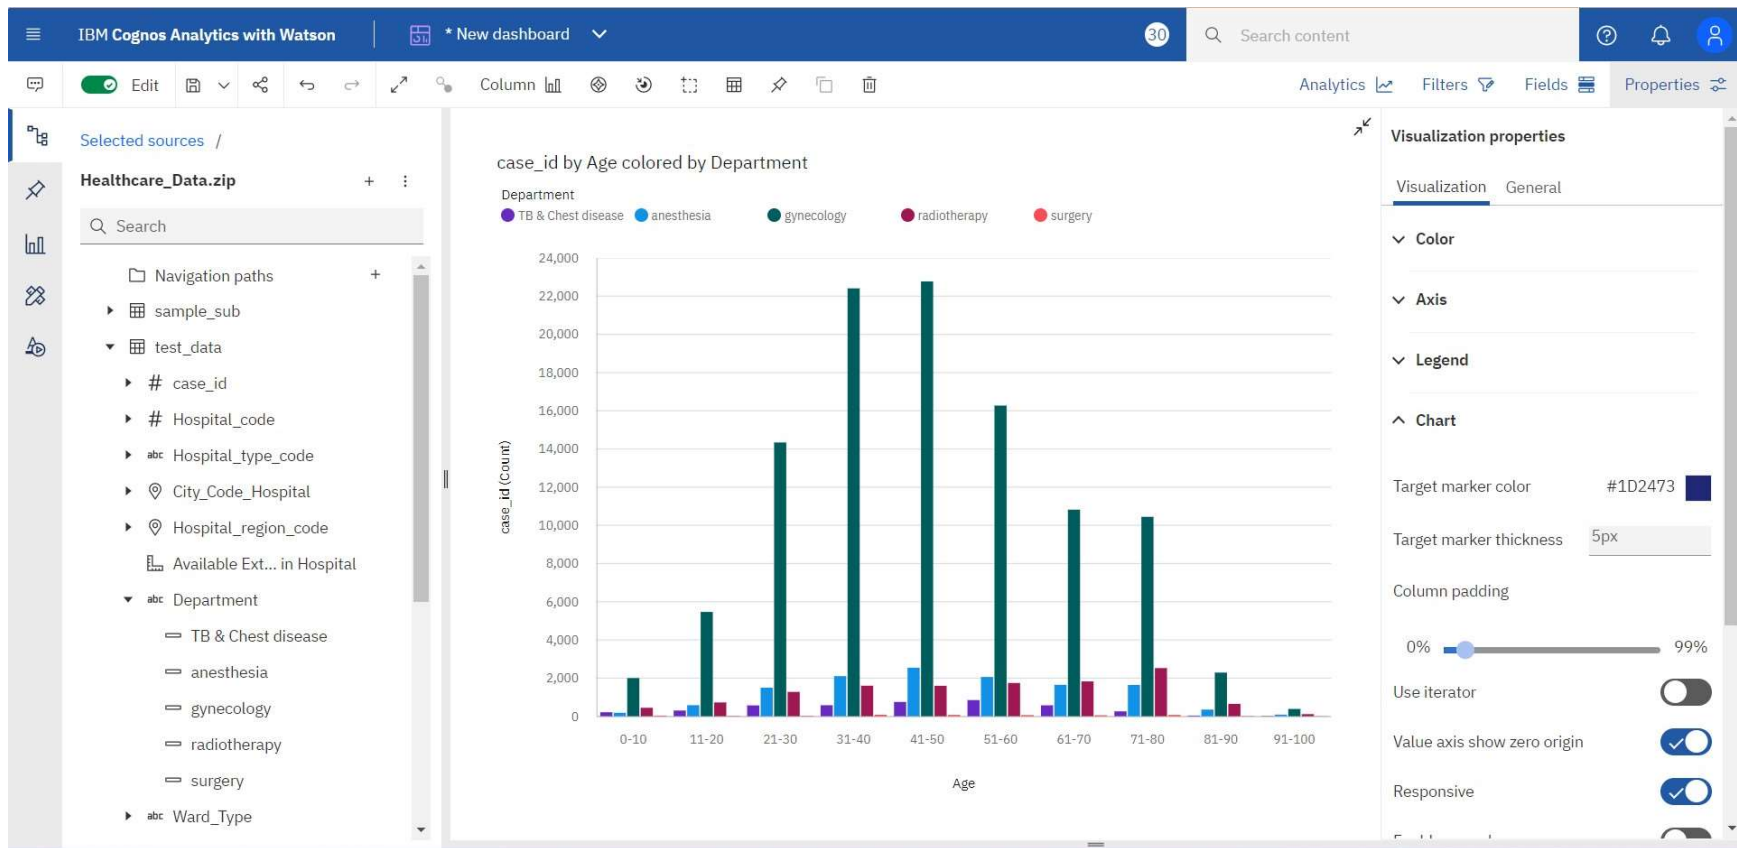 IBM Cognos Analytics with Watson
* New dashboard
30
Search content
Edit
Column
Analytics
Filters
Fields
Properties
Selected sources /
Healthcare_Data.zip
Search
Navigation paths
sample_sub
test_data
# case_id
# Hospital_code
abc Hospital_type_code
City_Code_Hospital
Hospital_region_code
Available Ext... in Hospital
abc Department
TB & Chest disease
anesthesia
gynecology
radiotherapy
surgery
abc Ward_Type
case_id by Age colored by Department
Department
TB & Chest disease anesthesia gynecology radiotherapy surgery
24,000
22,000
20,000
18,000
16,000
14,000
12,000
10,000
8,000
6,000
4,000
2,000
0
case_id (Count)
0-10 11-20 21-30 31-40 41-50 51-60 61-70 71-80 81-90 91-100
Age
Visualization properties
Visualization General
Color
Axis
Legend
Chart
Target marker color #1D2473
Target marker thickness 5px
Column padding
0% 99%
Use iterator
Value axis show zero origin
Responsive